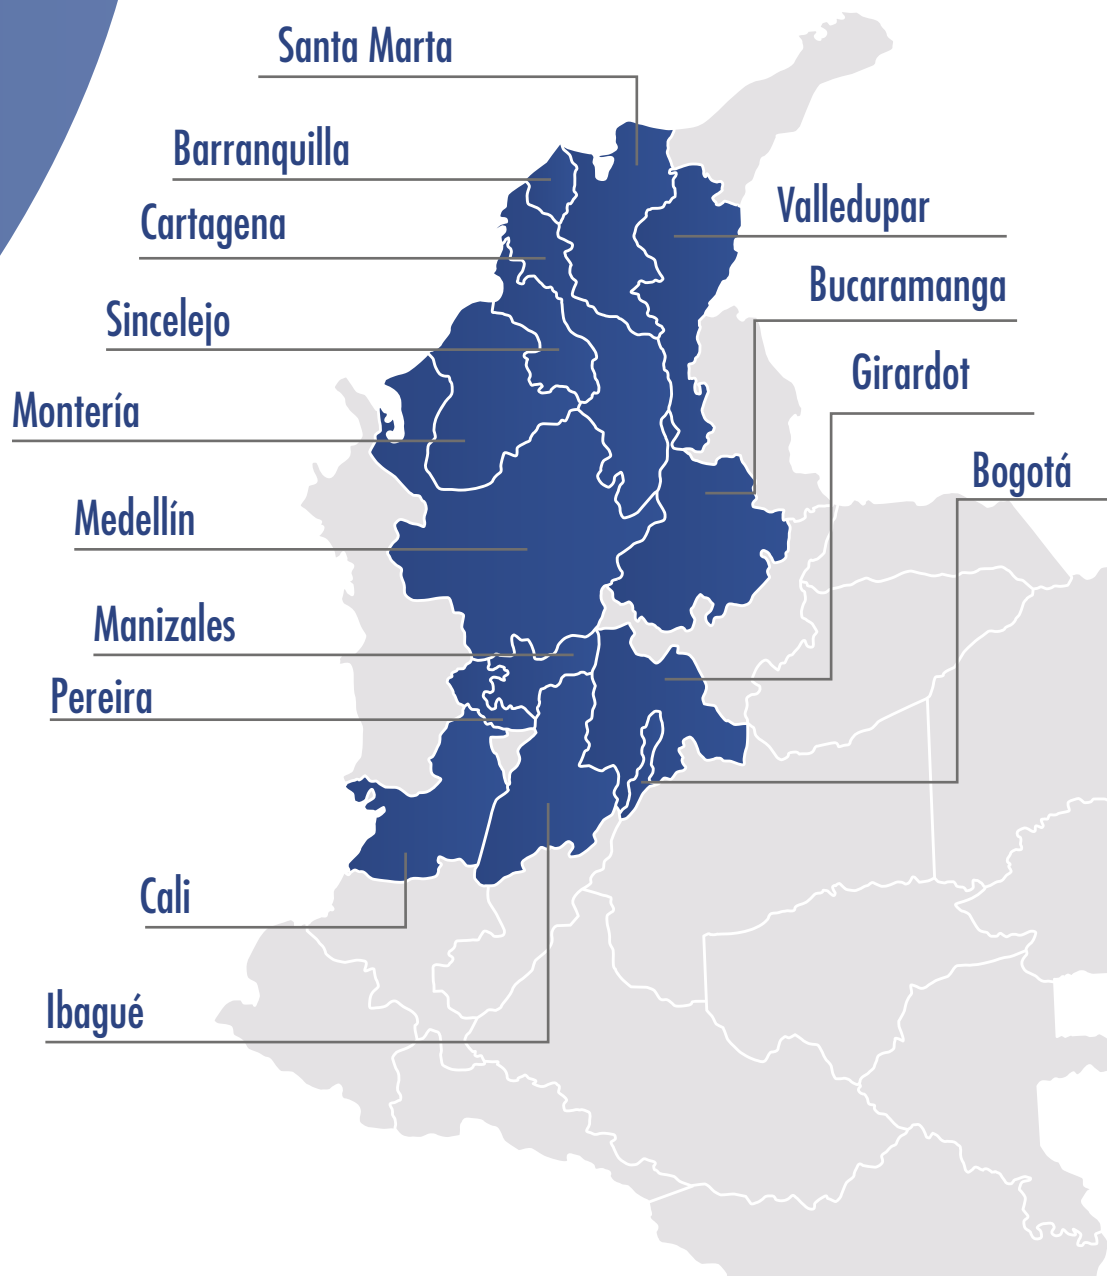 Santa Marta
Barranquilla
Valledupar
Cartagena
Bucaramanga
Sincelejo
Girardot
Montería
Bogotá
Medellín
Manizales
Pereira
Cali
Ibagué